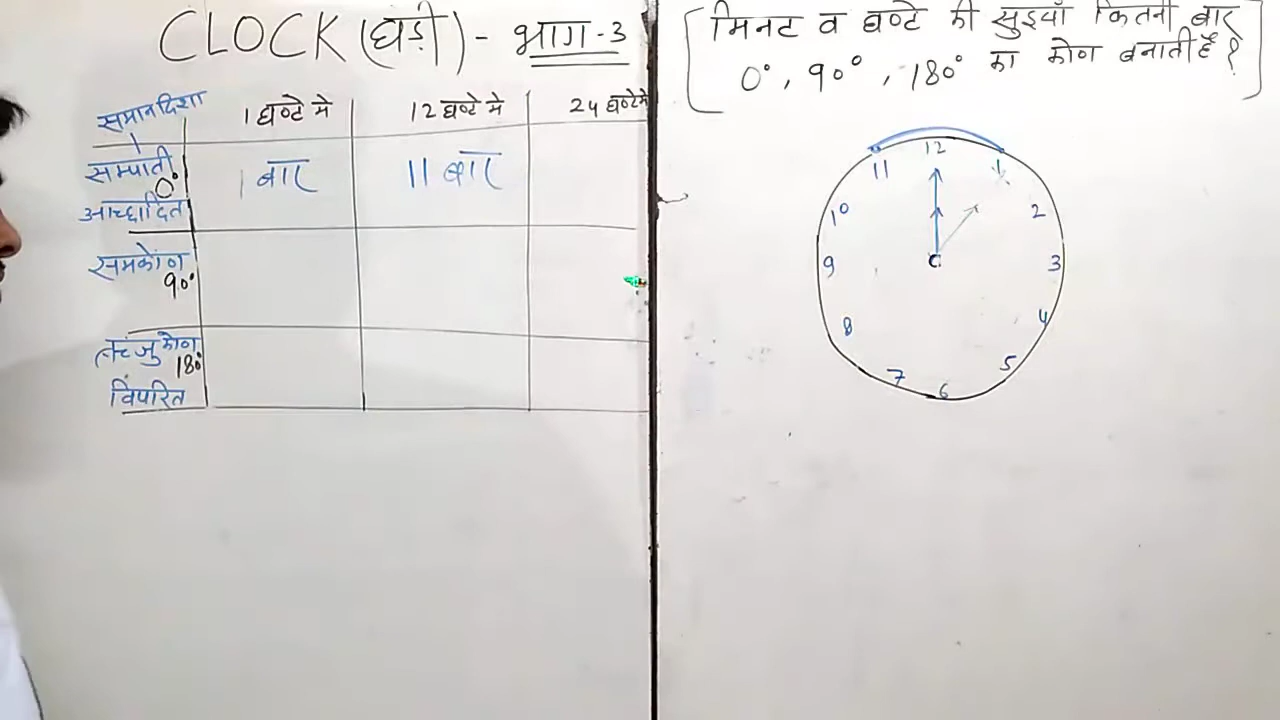 CLOCK (घड़ी) - भाग-3
[मिनट व घण्टे की सुइयाँ कितनी बार
0°, 90°, 180° का कोण बनाती हैं ?]
समानदिशा
1 घण्टे मे
12 घण्टे मे
24 घण्टे मे
सम्पाती 0°
1 बार
11 बार
आच्छादित
समकोंण
90°
ऋजु कोण
180°
विपरित
12
11
1
10
2
9
3
8
4
7
5
6
C